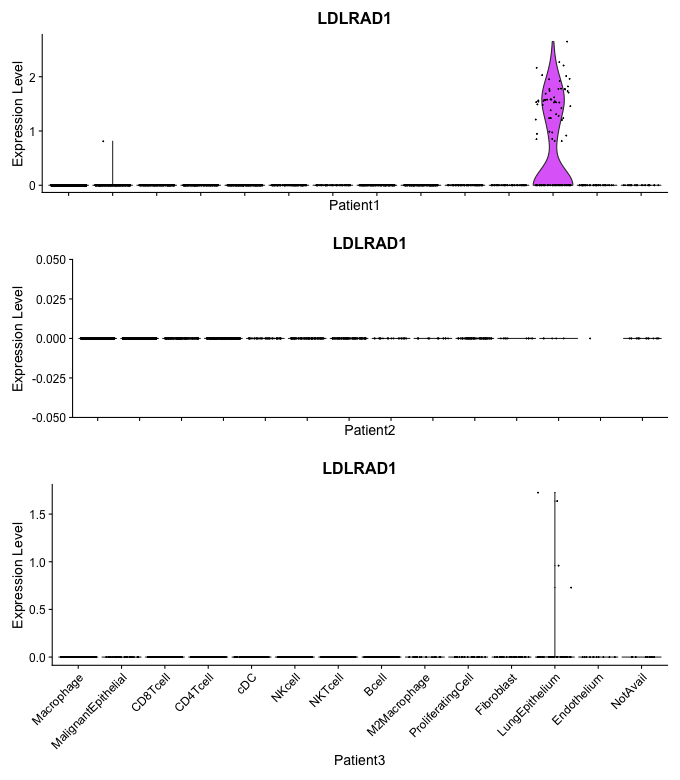 LDLRAD1
Expression Level
2
1
0
Patient1
LDLRAD1
Expression Level
0.050
0.025
0.000
-0.025
-0.050
Patient2
LDLRAD1
Expression Level
1.5
1.0
0.5
0.0
Macrophage
MalignantEpithelial
CD8Tcell
CD4Tcell
cDC
NKcell
NKTcell
Bcell
M2Macrophage
ProliferatingCell
Fibroblast
LungEpithelium
Endothelium
NotAvail
Patient3